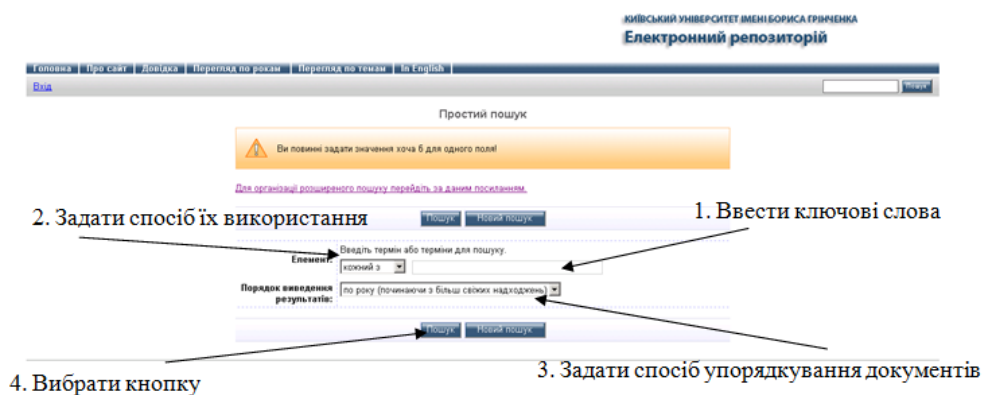 КИЇВСЬКИЙ УНІВЕРСИТЕТ ІМЕНІ БОРИСА ГРІНЧЕНКА
Електронний репозиторій
Головна Про сайт Довідка Перегляд по рокам Перегляд по темам In English
Вхід Пошук
Простий пошук
Ви повинні задати значення хоча б для одного поля!
Для організації розширеного пошуку перейдіть за даним посиланням.
2. Задати спосіб їх використання
Пошук Новий пошук
1. Ввести ключові слова
Введіть термін або терміни для пошуку.
Елемент:
кожний з
Порядок виведення результатів:
по року (починаючи з більш свіжих надходжень)
Пошук Новий пошук
3. Задати спосіб упорядкування документів
4. Вибрати кнопку